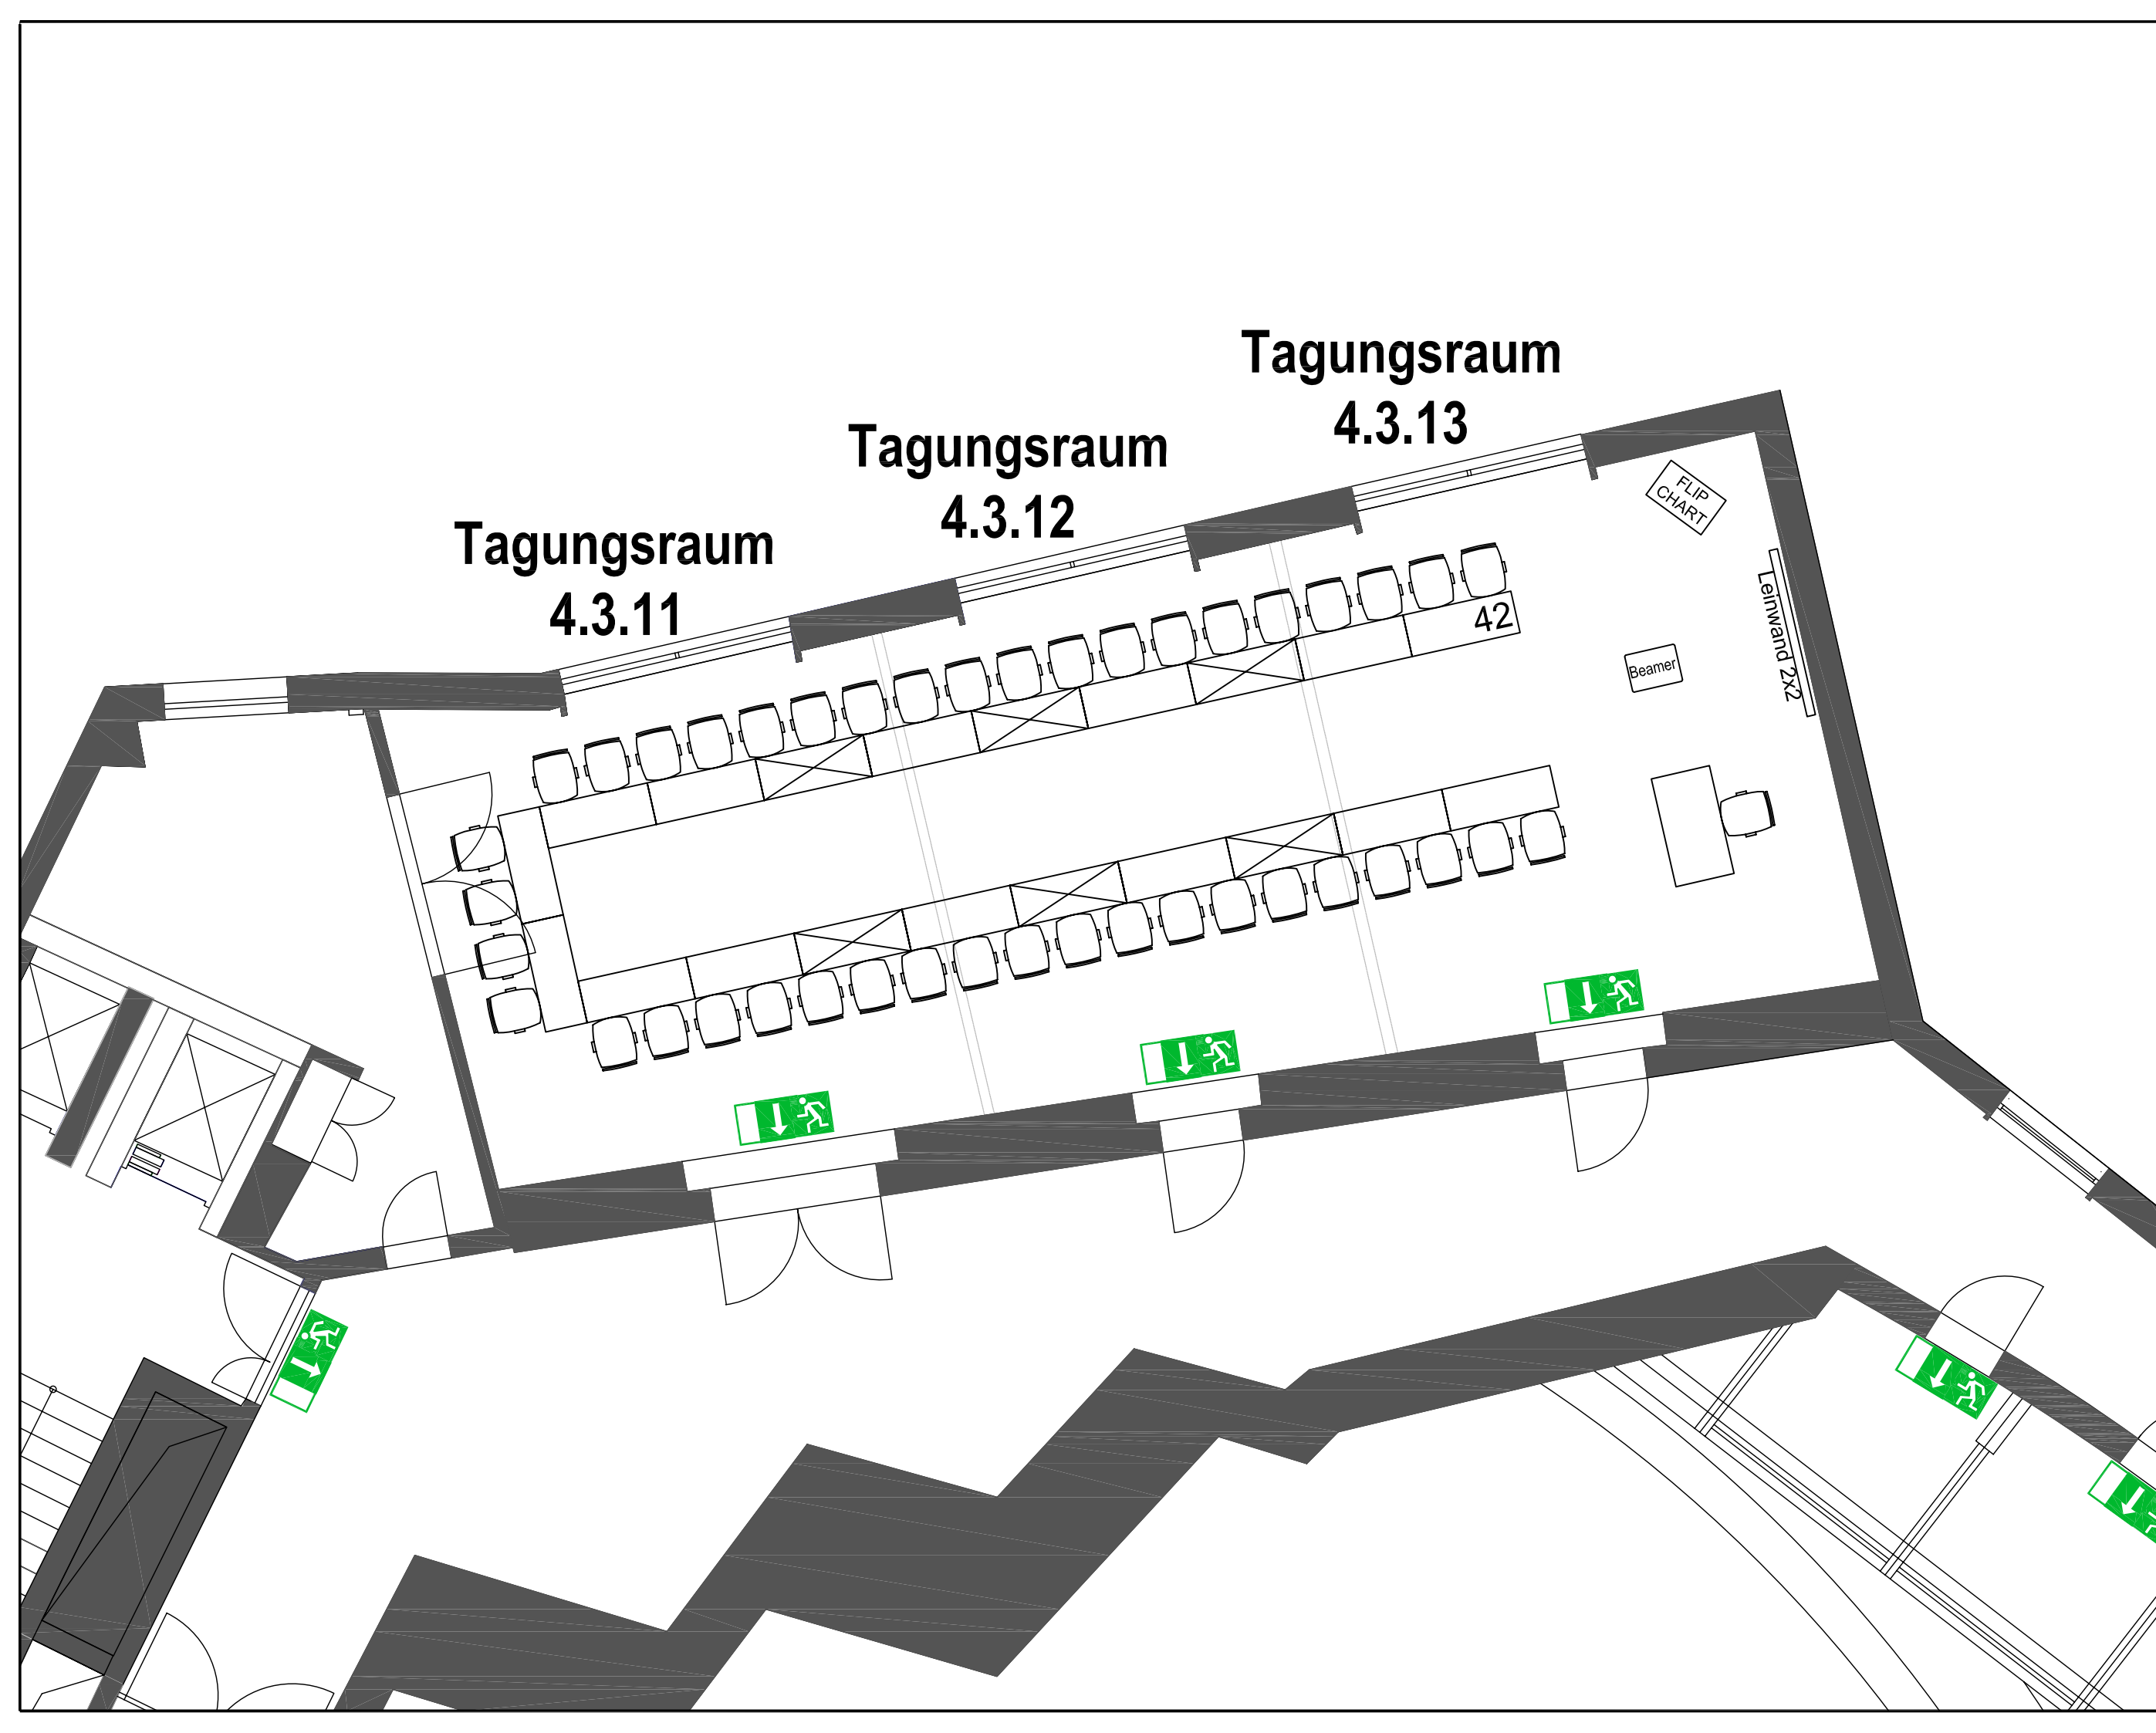 Tagungsraum
4.3.13
Tagungsraum
4.3.12
Tagungsraum
4.3.11
FLIP
CHART
42
Beamer
Leinwand 2x2